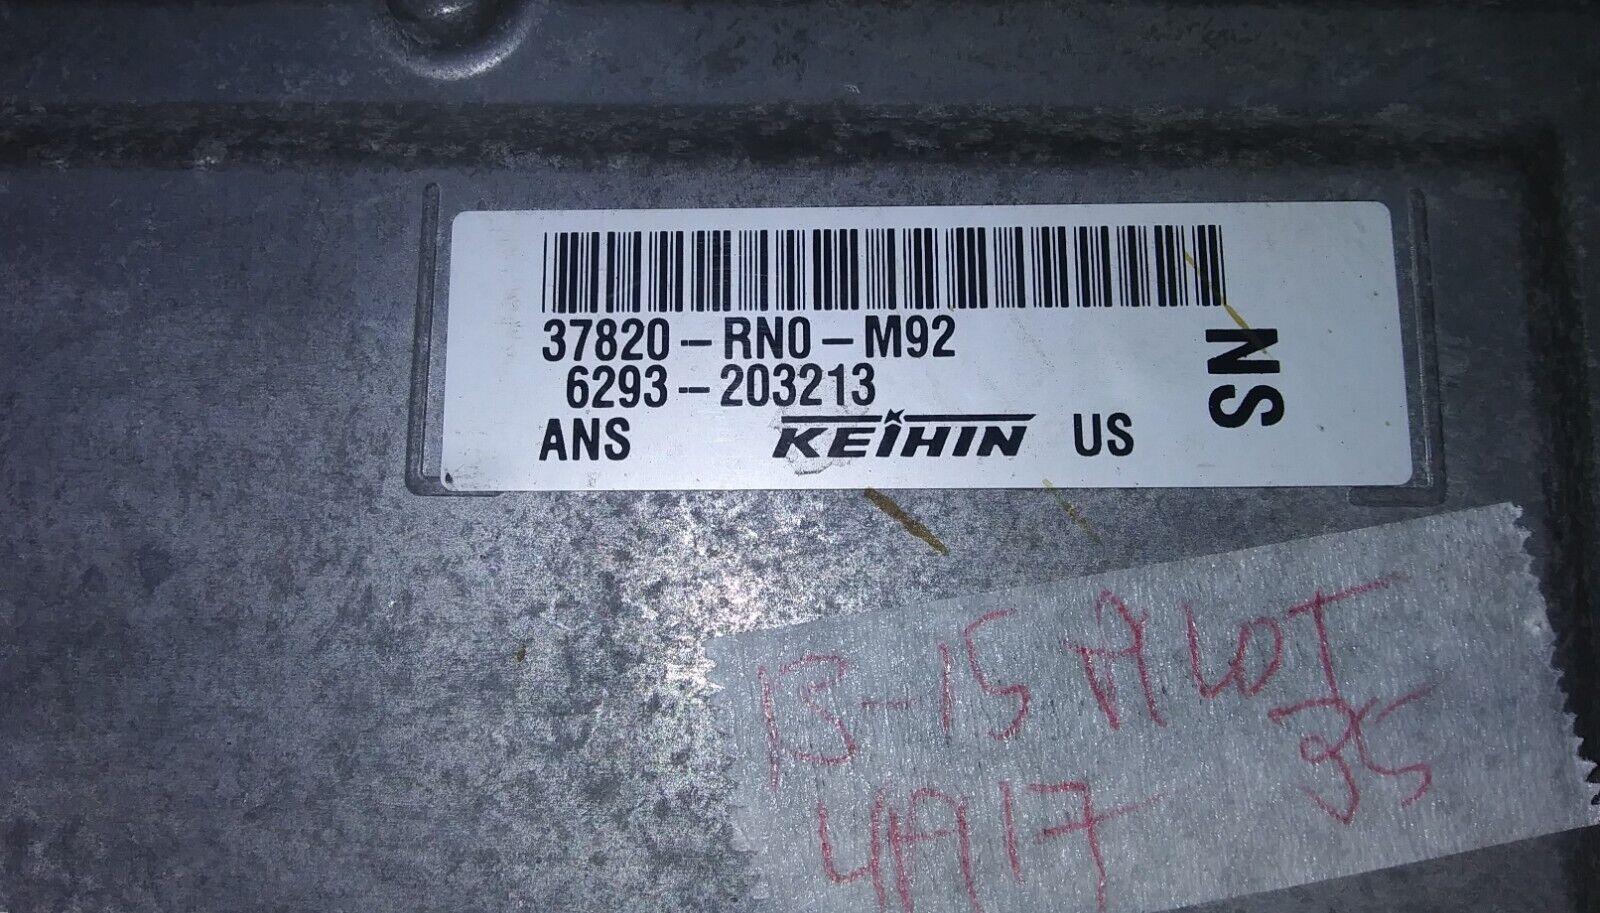 37820-RN0-M92
6293-203213
ANS KEIHIN US
SN
13-15 PILOT
35
4A17